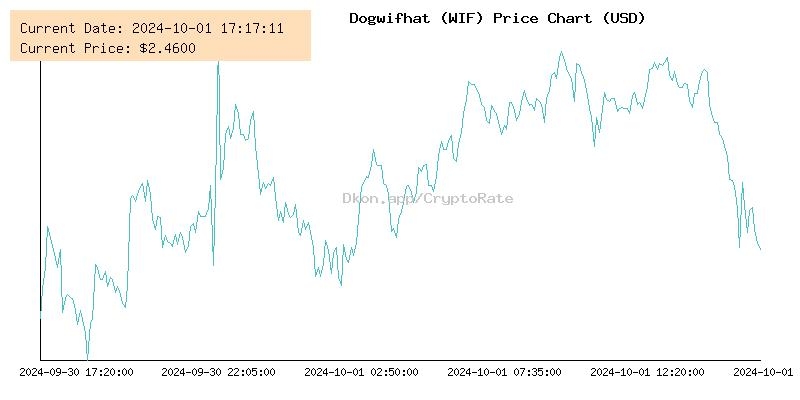 Dogwifhat (WIF) Price Chart (USD)
Current Date: 2024-10-01 17:17:11
Current Price: $2.4600
Dkon.app/CryptoRate
2024-09-30 17:20:00
2024-09-30 22:05:00
2024-10-01 02:50:00
2024-10-01 07:35:00
2024-10-01 12:20:00
2024-10-01